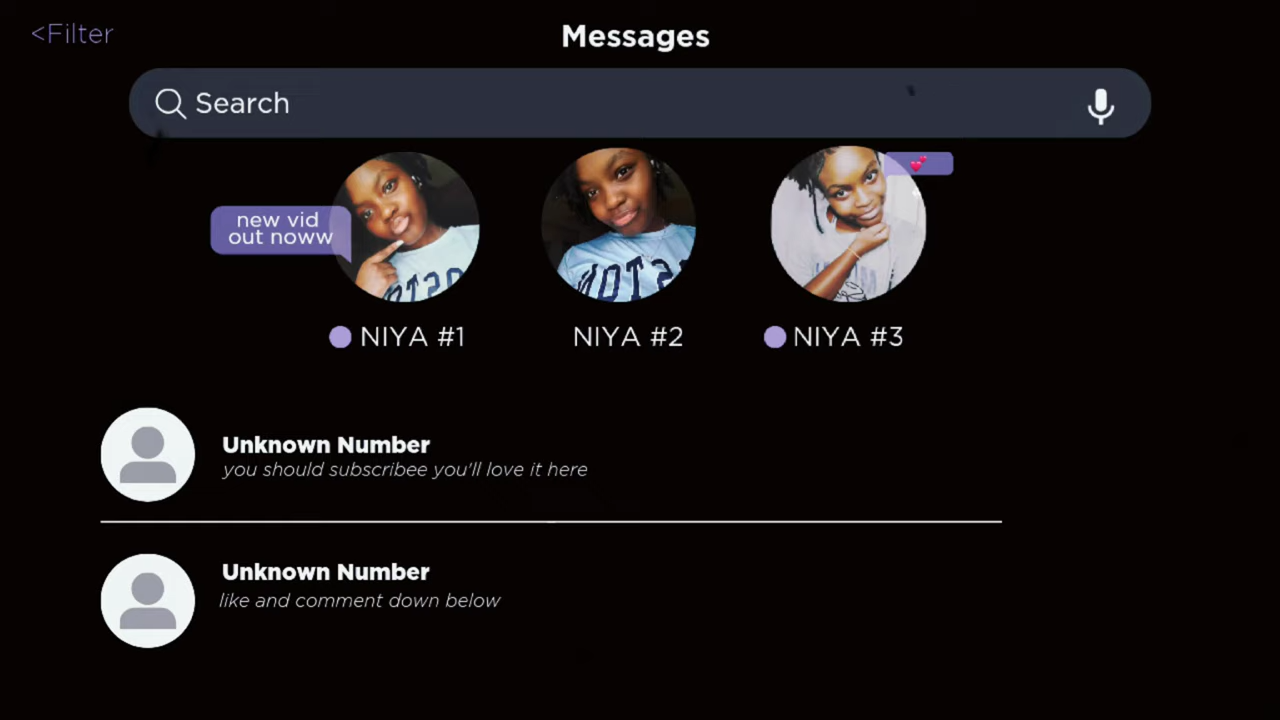 <Filter
Messages
Search
new vid
out noww
NIYA #1
NIYA #2
NIYA #3
Unknown Number
you should subscribee you'll love it here
Unknown Number
like and comment down below